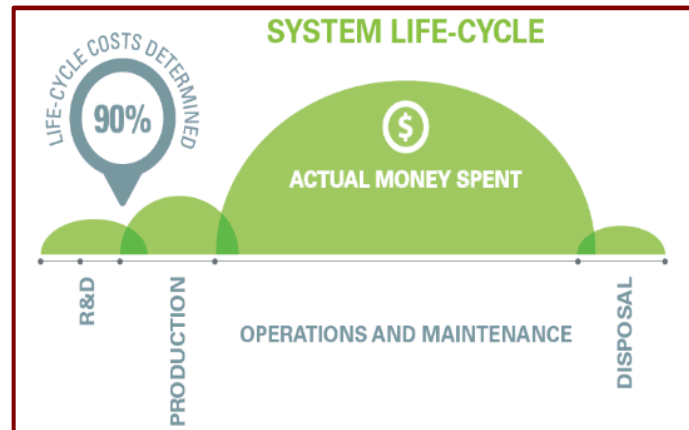 SYSTEM LIFE-CYCLE
LIFE-CYCLE COSTS DETERMINED
90%
$
ACTUAL MONEY SPENT
R&D
PRODUCTION
OPERATIONS AND MAINTENANCE
DISPOSAL